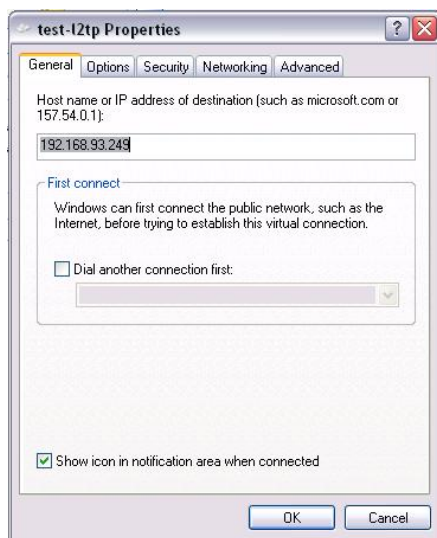 test-l2tp Properties
General Options Security Networking Advanced
Host name or IP address of destination (such as microsoft.com or
157.54.0.1):
192.168.93.249
First connect
Windows can first connect the public network, such as the
Internet, before trying to establish this virtual connection.
Dial another connection first:
Show icon in notification area when connected
OK Cancel